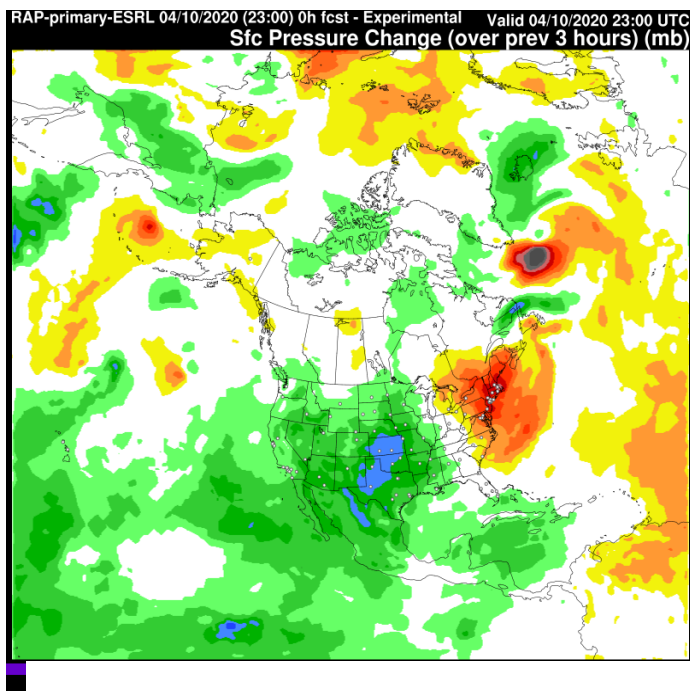 RAP-primary-ESRL 04/10/2020 (23:00) 0h fcst - Experimental Valid 04/10/2020 23:00 UTC
Sfc Pressure Change (over prev 3 hours) (mb)